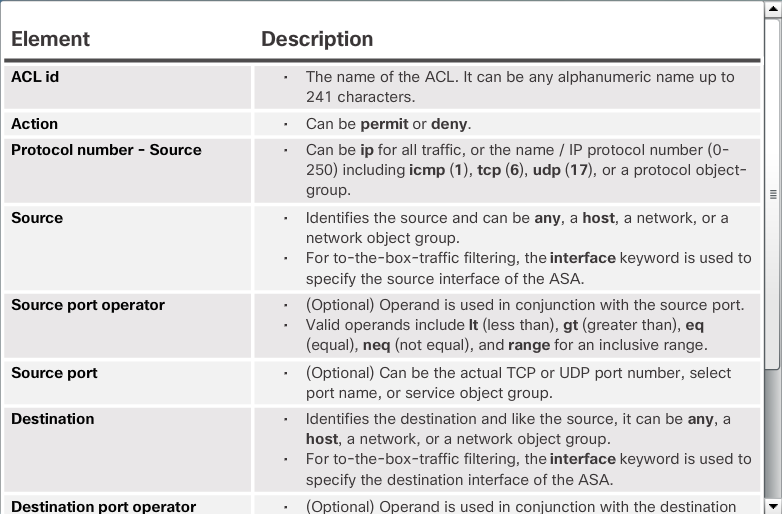 Element Description
ACL id · The name of the ACL. It can be any alphanumeric name up to
241 characters.
Action · Can be permit or deny.
Protocol number - Source · Can be ip for all traffic, or the name / IP protocol number (0-
250) including icmp (1), tcp (6), udp (17), or a protocol object-
group.
Source · Identifies the source and can be any, a host, a network, or a
network object group.
· For to-the-box-traffic filtering, the interface keyword is used to
specify the source interface of the ASA.
Source port operator · (Optional) Operand is used in conjunction with the source port.
· Valid operands include lt (less than), gt (greater than), eq
(equal), neq (not equal), and range for an inclusive range.
Source port · (Optional) Can be the actual TCP or UDP port number, select
port name, or service object group.
Destination · Identifies the destination and like the source, it can be any, a
host, a network, or a network object group.
· For to-the-box-traffic filtering, the interface keyword is used to
specify the destination interface of the ASA.
Destination port operator · (Optional) Operand is used in conjunction with the destination